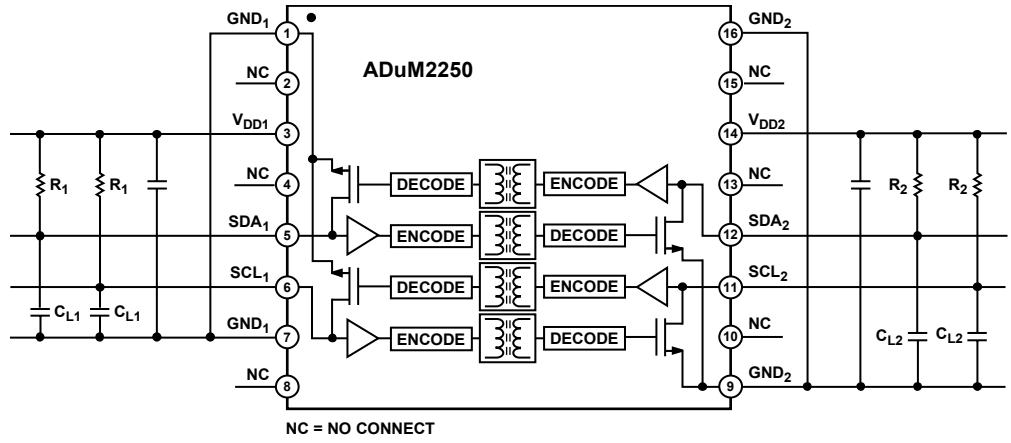 ADuM2250
GND1
1
NC
2
VDD1
3
NC
4
SDA1
5
SCL1
6
GND1
7
NC
8
GND2
16
NC
15
VDD2
14
NC
13
SDA2
12
SCL2
11
NC
10
GND2
9
R1
R1
CL1
CL1
DECODE
ENCODE
ENCODE
DECODE
DECODE
ENCODE
ENCODE
DECODE
R2
R2
CL2
CL2
NC = NO CONNECT